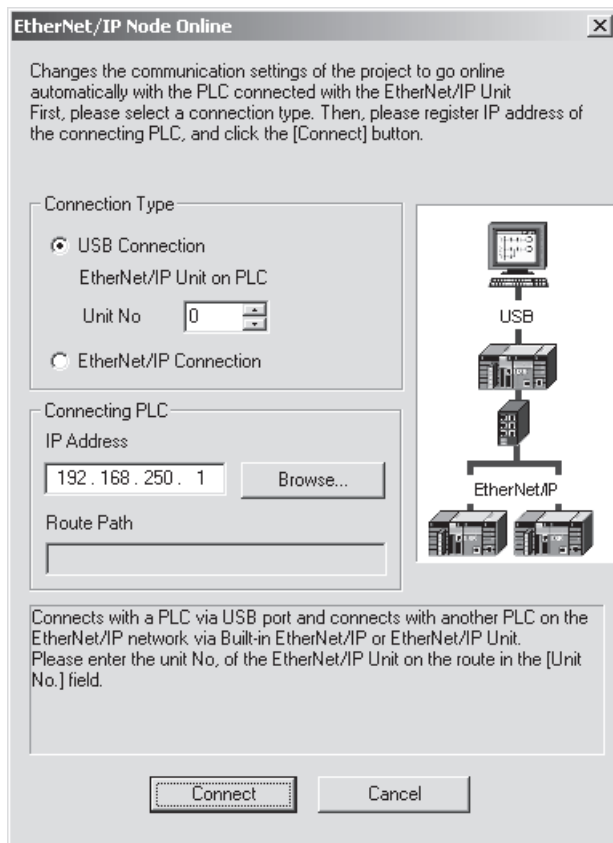 EtherNet/IP Node Online
Changes the communication settings of the project to go online
automatically with the PLC connected with the EtherNet/IP Unit
First, please select a connection type. Then, please register IP address of
the connecting PLC, and click the [Connect] button.
Connection Type
USB Connection
EtherNet/IP Unit on PLC
Unit No 0
EtherNet/IP Connection
USB
EtherNet/IP
Connecting PLC
IP Address
192.168.250. 1 Browse...
Route Path
Connects with a PLC via USB port and connects with another PLC on the
EtherNet/IP network via Built-in EtherNet/IP or EtherNet/IP Unit.
Please enter the unit No, of the EtherNet/IP Unit on the route in the [Unit
No.] field.
Connect Cancel